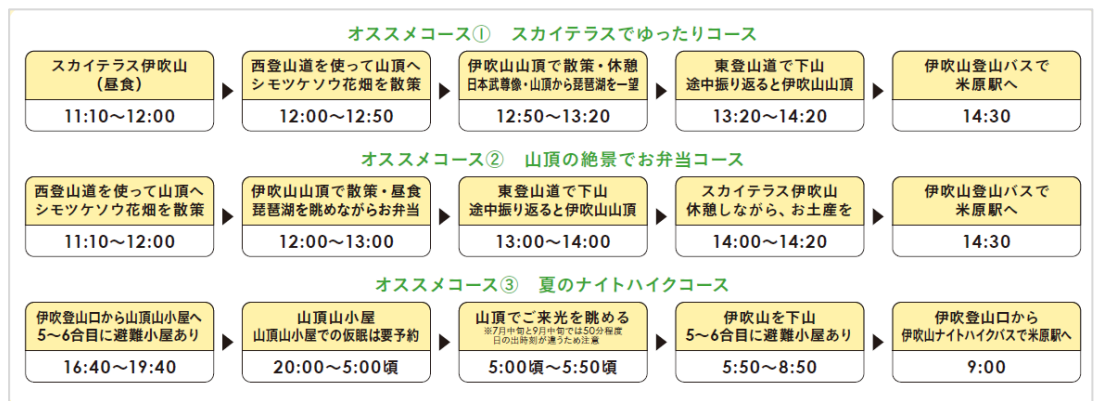 オススメコース① スカイテラスでゆったりコース
スカイテラス伊吹山
(昼食)
11:10〜12:00
西登山道を使って山頂へ
シモツケソウ花畑を散策
12:00〜12:50
伊吹山山頂で散策・休憩
日本武尊像・山頂から琵琶湖を一望
12:50〜13:20
東登山道で下山
途中振り返ると伊吹山山頂
13:20〜14:20
伊吹山登山バスで
米原駅へ
14:30
オススメコース② 山頂の絶景でお弁当コース
西登山道を使って山頂へ
シモツケソウ花畑を散策
11:10〜12:00
伊吹山山頂で散策・昼食
琵琶湖を眺めながらお弁当
12:00〜13:00
東登山道で下山
途中振り返ると伊吹山山頂
13:00〜14:00
スカイテラス伊吹山
休憩しながら、お土産を
14:00〜14:20
伊吹山登山バスで
米原駅へ
14:30
オススメコース③ 夏のナイトハイクコース
伊吹登山口から山頂山小屋へ
5〜6合目に避難小屋あり
16:40〜19:40
山頂山小屋
山頂山小屋での仮眠は要予約
20:00〜5:00頃
山頂でご来光を眺める
※7月中旬と9月中旬では50分程度
日の出時刻が違うため注意
5:00頃〜5:50頃
伊吹山を下山
5〜6合目に避難小屋あり
5:50〜8:50
伊吹登山口から
伊吹山ナイトハイクバスで米原駅へ
9:00